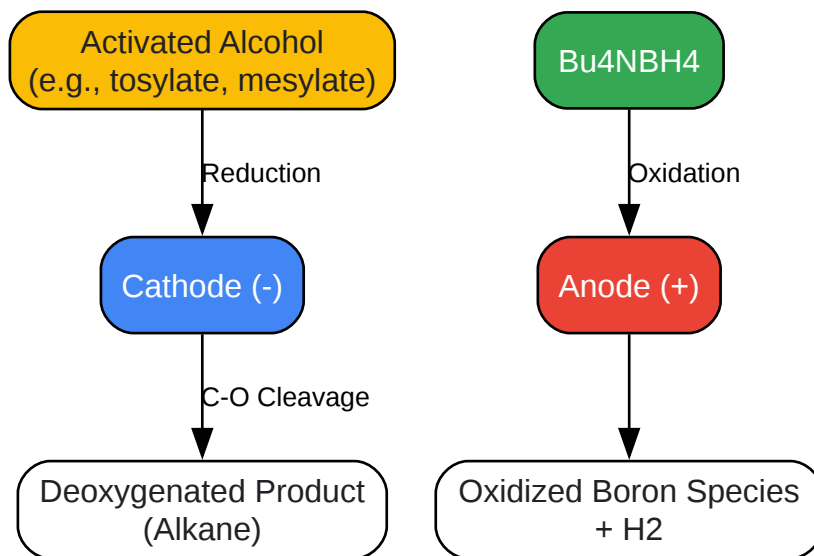 Activated Alcohol
(e.g., tosylate, mesylate)
Bu4NBH4
Reduction
Oxidation
Cathode (-)
Anode (+)
C-O Cleavage
Deoxygenated Product
(Alkane)
Oxidized Boron Species
+ H2